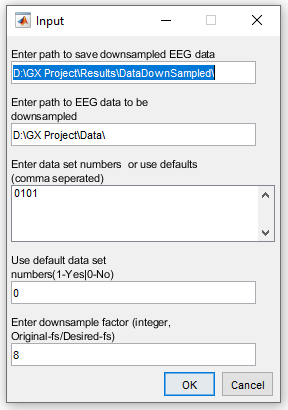 Input
Enter path to save downsampled EEG data
D:\GX Project\Results\DataDownSampled\
Enter path to EEG data to be
downsampled
D:\GX Project\Data\
Enter data set numbers  or use defaults
(comma seperated)
0101
Use default data set
numbers(1-Yes|0-No)
0
Enter downsample factor (integer,
Original-fs/Desired-fs)
8
OK Cancel